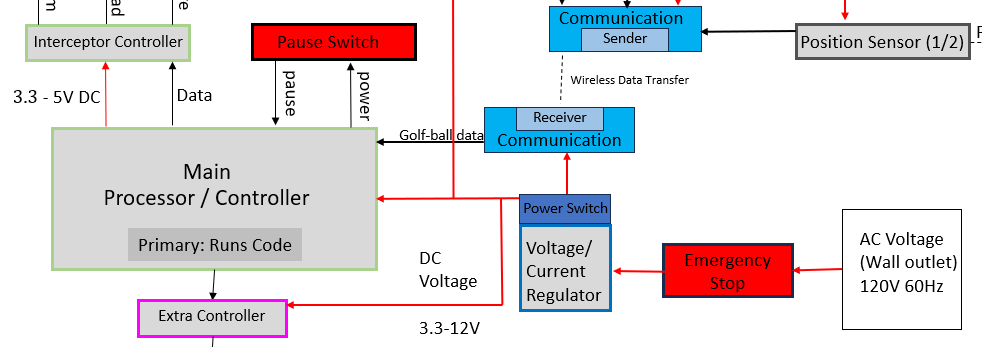 m
ad
e
Communication
Sender
Interceptor Controller
Pause Switch
Position Sensor (1/2)
Wireless Data Transfer
3.3 - 5V DC
Data
pause
power
Receiver
Communication
Golf-ball data
Main
Processor / Controller
Primary: Runs Code
Power Switch
Voltage/
Current
Regulator
Emergency
Stop
AC Voltage
(Wall outlet)
120V 60Hz
DC
Voltage
Extra Controller
3.3-12V